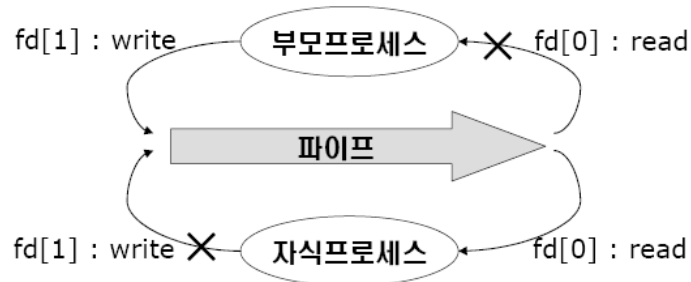 fd[1] : write 부모프로세스 fd[0] : read
파이프
fd[1] : write 자식프로세스 fd[0] : read